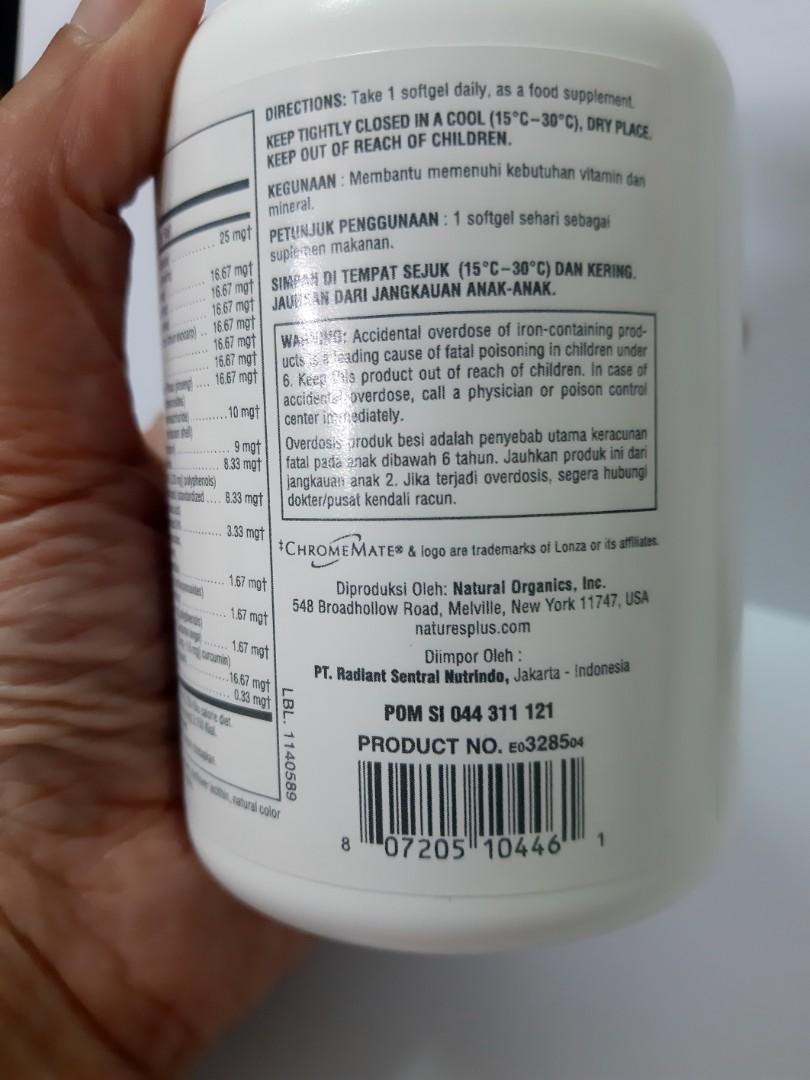 DIRECTIONS: Take 1 softgel daily, as a food supplement.
KEEP TIGHTLY CLOSED IN A COOL (15°C–30°C), DRY PLACE.
KEEP OUT OF REACH OF CHILDREN.
KEGUNAAN : Membantu memenuhi kebutuhan vitamin dan
mineral.
PETUNJUK PENGGUNAAN : 1 softgel sehari sebagai
suplemen makanan.
SIMPAN DI TEMPAT SEJUK (15°C–30°C) DAN KERING.
JAUHKAN DARI JANGKAUAN ANAK-ANAK.
WARNING: Accidental overdose of iron-containing prod-
ucts is a leading cause of fatal poisoning in children under
6. Keep this product out of reach of children. In case of
accidental overdose, call a physician or poison control
center immediately.
Overdosis produk besi adalah penyebab utama keracunan
fatal pada anak dibawah 6 tahun. Jauhkan produk ini dari
jangkauan anak 2. Jika terjadi overdosis, segera hubungi
dokter/pusat kendali racun.
‡CHROMEMATE® & logo are trademarks of Lonza or its affiliates.
Diproduksi Oleh: Natural Organics, Inc.
548 Broadhollow Road, Melville, New York 11747, USA
naturesplus.com
Diimpor Oleh :
PT. Radiant Sentral Nutrindo, Jakarta - Indonesia
POM SI 044 311 121
PRODUCT NO. E0328504
8 07205 10446 1
LBL. 1140589
25 mg†
16.67 mg†
16.67 mg†
16.67 mg†
16.67 mg†
16.67 mg†
16.67 mg†
16.67 mg†
10 mg†
9 mg†
8.33 mg†
polyphenols)
standardized .... 8.33 mg†
3.33 mg†
1.67 mg†
1.67 mg†
1.67 mg†
curcumin)
16.67 mg†
0.33 mg†
calorie diet.
lecithin, natural color